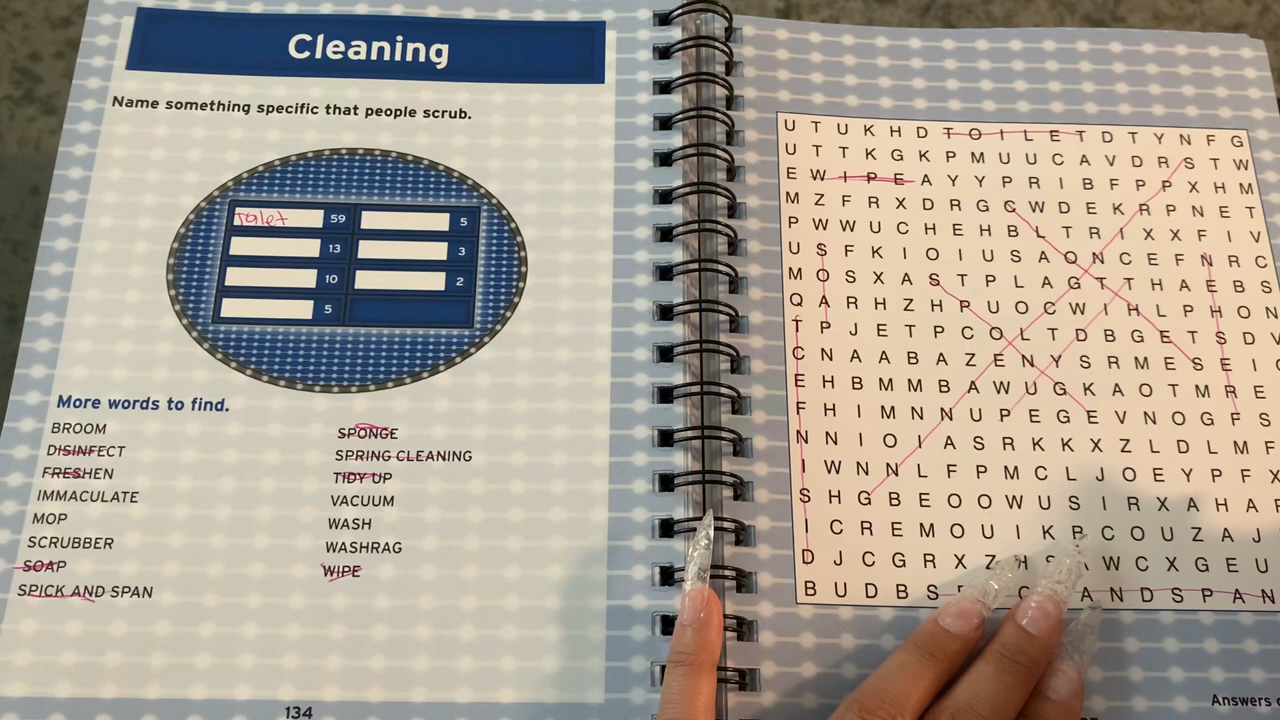 Cleaning
Name something specific that people scrub.
Toilet 59 5
13 3
10 2
5
More words to find.
BROOM
DISINFECT
FRESHEN
IMMACULATE
MOP
SCRUBBER
SOAP
SPICK AND SPAN
SPONGE
SPRING CLEANING
TIDY UP
VACUUM
WASH
WASHRAG
WIPE
134
U T U K H D T O I L E T D T Y N F G
U T T K G K P M U U C A V D R S T W
E W I P E A Y Y P R I B F P P X H M
M Z F R X D R G C W D E K R P N E T
P W W U C H E H B L T R I X X F I V
U S F K I O I U S A O N C E F N R C
M O S X A S T P L A G T T H A E B S
Q A R H Z H P U O C W I H L P H O N
T P J E T P C O L T D B G E T S D V
C N A A B A Z E N Y S R M E S E I
E H B M M B A W U G K A O T M R E
F H I M N N U P E G E V N O G F S
N N I O I A S R K K X Z L D L M F
I W N N L F P M C L J O E Y P F X
S H G B E O O W U S I R X A H A
I C R E M O U I K R C O U Z A J
D J C G R X Z H S W C X G E U
B U D B S C A N D S P A N
Answers